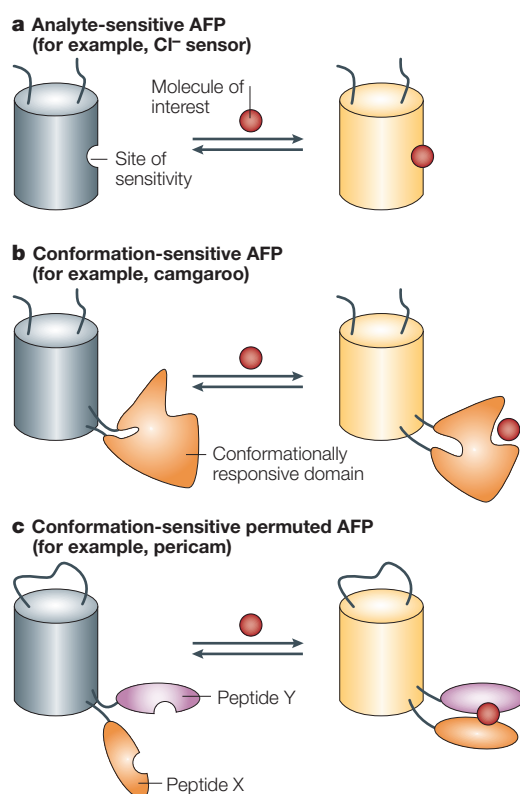 a Analyte-sensitive AFP
(for example, Cl⁻ sensor)
Molecule of
interest
Site of
sensitivity
b Conformation-sensitive AFP
(for example, camgaroo)
Conformationally
responsive domain
c Conformation-sensitive permuted AFP
(for example, pericam)
Peptide Y
Peptide X